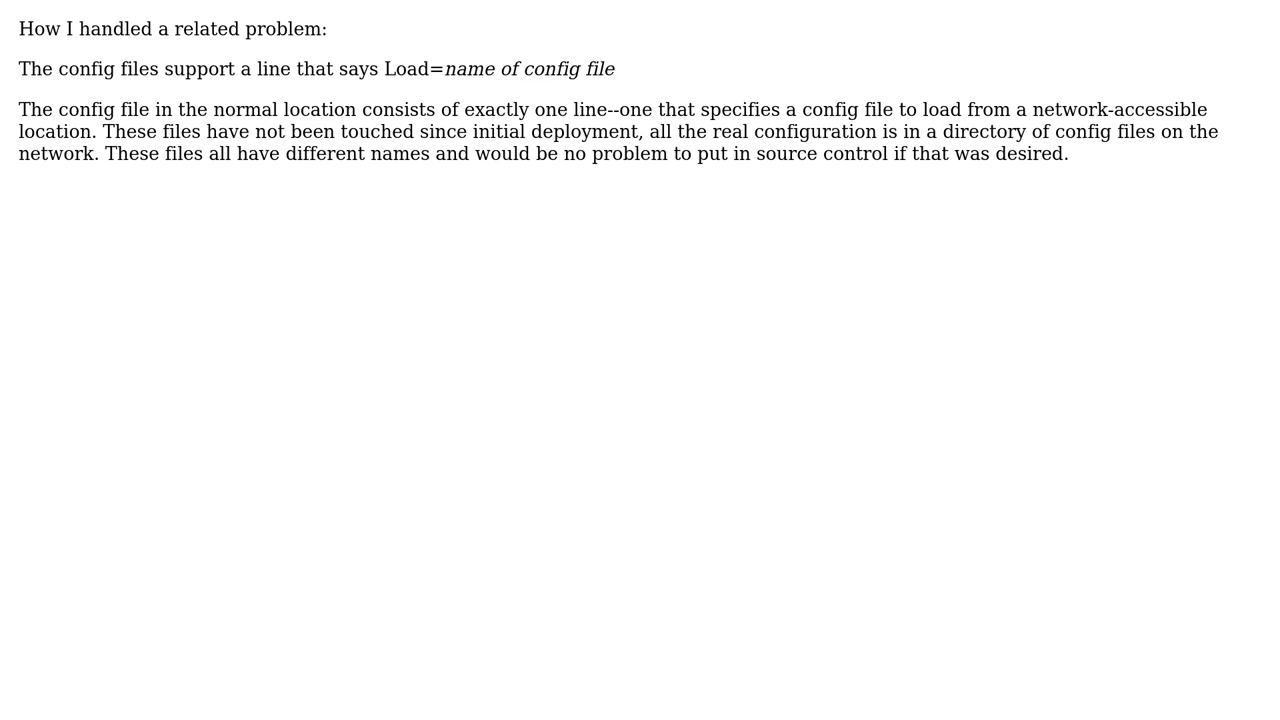 How I handled a related problem:
The config files support a line that says Load=name of config file
The config file in the normal location consists of exactly one line--one that specifies a config file to load from a network-accessible
location. These files have not been touched since initial deployment, all the real configuration is in a directory of config files on the
network. These files all have different names and would be no problem to put in source control if that was desired.